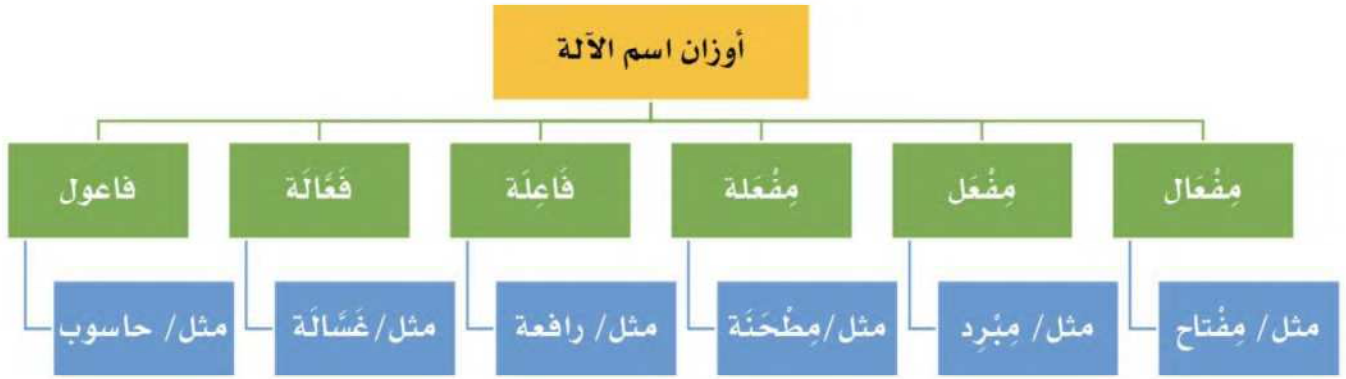 أوزان اسم الآلة
مِفْعَال
مِفْعَل
مِفْعَلة
فَاعِلَة
فَعَّالَة
فاعول
مثل/ مِفْتاح
مثل/ مِبْرِد
مثل/مِطْحَنَة
مثل/ رافعة
مثل/غَسَّالَة
مثل/ حاسوب